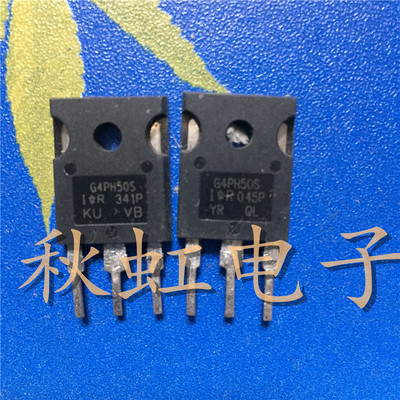 G4PH50S
I R 341P
KU VB
G4PH50S
I R 045P
YR QL
秋虹电子